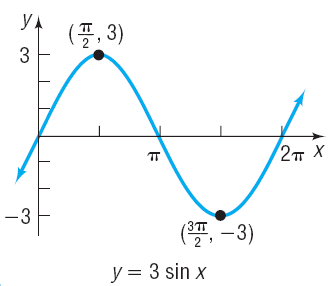 y
(π/2, 3)
3
π
2π x
−3
(3π/2, −3)
y = 3 sin x